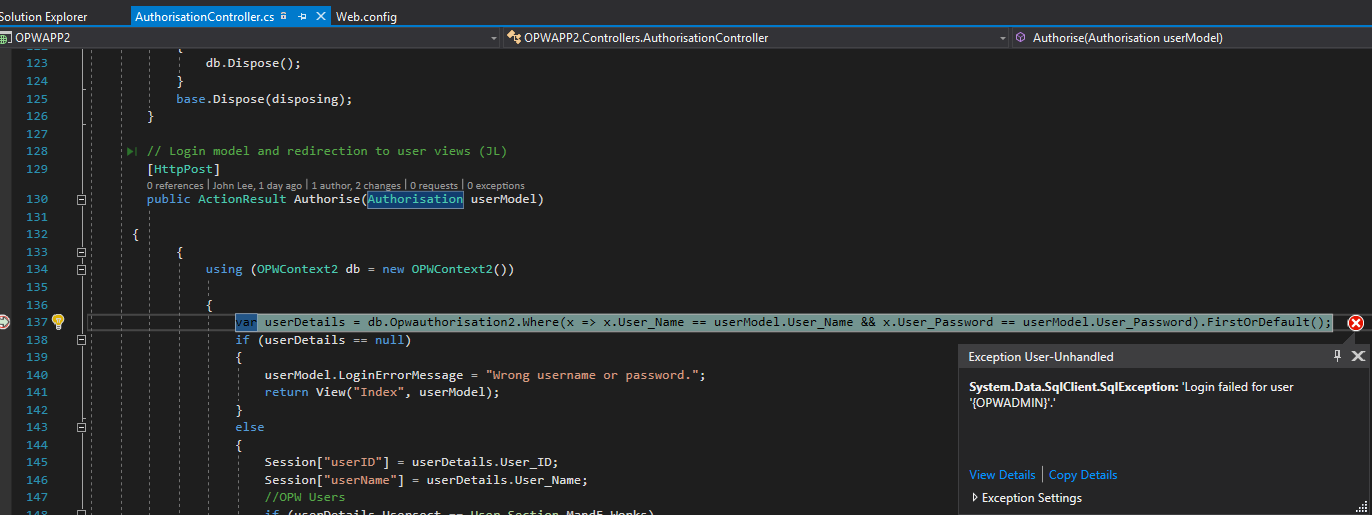 Solution Explorer
AuthorisationController.cs
Web.config
OPWAPP2
OPWAPP2.Controllers.AuthorisationController
Authorise(Authorisation userModel)
{
123 db.Dispose();
124 }
125 base.Dispose(disposing);
126 }
127
128 // Login model and redirection to user views (JL)
129 [HttpPost]
0 references | John Lee, 1 day ago | 1 author, 2 changes | 0 requests | 0 exceptions
130 public ActionResult Authorise(Authorisation userModel)
131
132 {
133 {
134 using (OPWContext2 db = new OPWContext2())
135
136 {
137 var userDetails = db.Opwauthorisation2.Where(x => x.User_Name == userModel.User_Name && x.User_Password == userModel.User_Password).FirstOrDefault();
138 if (userDetails == null)
139 {
140 userModel.LoginErrorMessage = "Wrong username or password.";
141 return View("Index", userModel);
142 }
143 else
144 {
145 Session["userID"] = userDetails.User_ID;
146 Session["userName"] = userDetails.User_Name;
147 //OPW Users
148 if (userDetails.Usersect == User_Section.MandE_Works)
Exception User-Unhandled
System.Data.SqlClient.SqlException: 'Login failed for user
'{OPWADMIN}'.'
View Details | Copy Details
Exception Settings